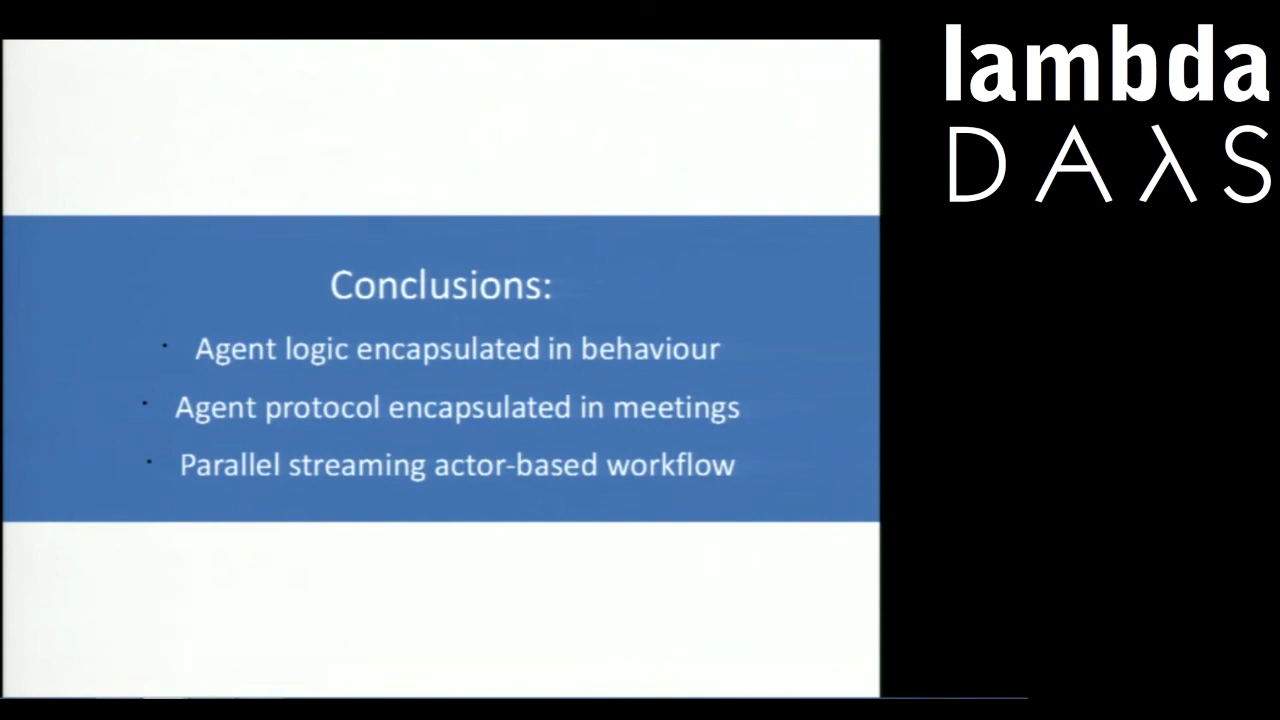 lambda
DAλS
Conclusions:
Agent logic encapsulated in behaviour
Agent protocol encapsulated in meetings
Parallel streaming actor-based workflow